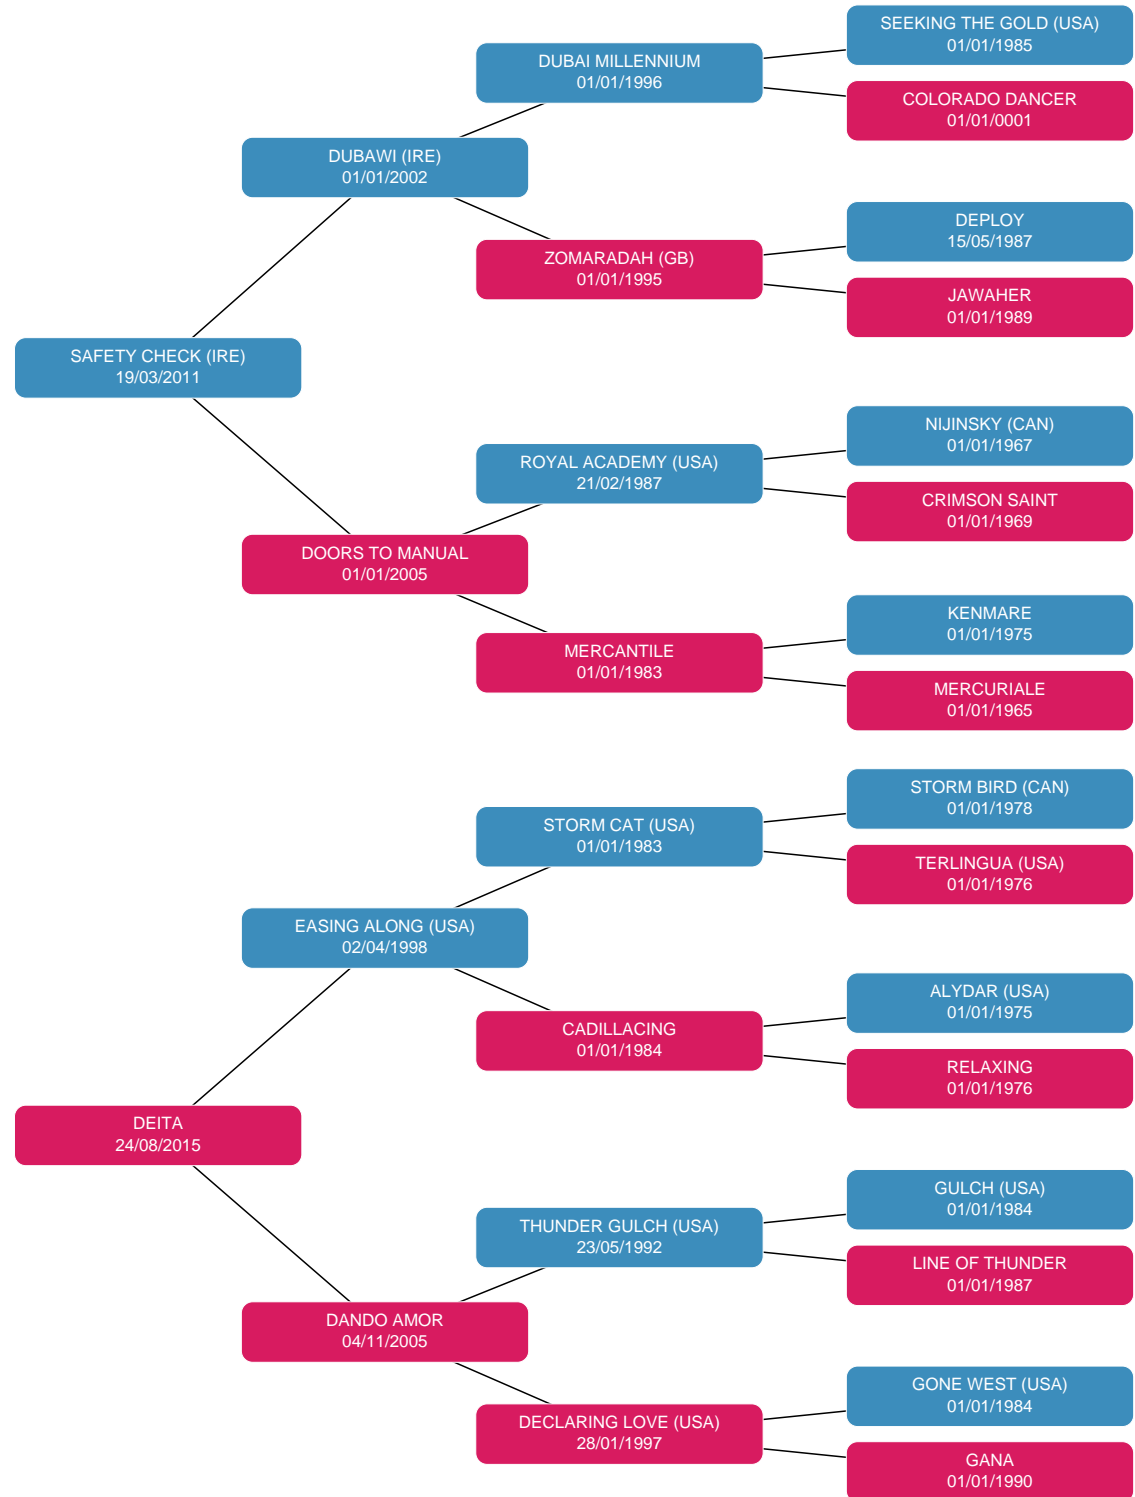 SEEKING THE GOLD (USA)
01/01/1985
DUBAI MILLENNIUM
01/01/1996
COLORADO DANCER
01/01/0001
DUBAWI (IRE)
01/01/2002
DEPLOY
15/05/1987
ZOMARADAH (GB)
01/01/1995
JAWAHER
01/01/1989
SAFETY CHECK (IRE)
19/03/2011
NIJINSKY (CAN)
01/01/1967
ROYAL ACADEMY (USA)
21/02/1987
CRIMSON SAINT
01/01/1969
DOORS TO MANUAL
01/01/2005
KENMARE
01/01/1975
MERCANTILE
01/01/1983
MERCURIALE
01/01/1965
STORM BIRD (CAN)
01/01/1978
STORM CAT (USA)
01/01/1983
TERLINGUA (USA)
01/01/1976
EASING ALONG (USA)
02/04/1998
ALYDAR (USA)
01/01/1975
CADILLACING
01/01/1984
RELAXING
01/01/1976
DEITA
24/08/2015
GULCH (USA)
01/01/1984
THUNDER GULCH (USA)
23/05/1992
LINE OF THUNDER
01/01/1987
DANDO AMOR
04/11/2005
GONE WEST (USA)
01/01/1984
DECLARING LOVE (USA)
28/01/1997
GANA
01/01/1990